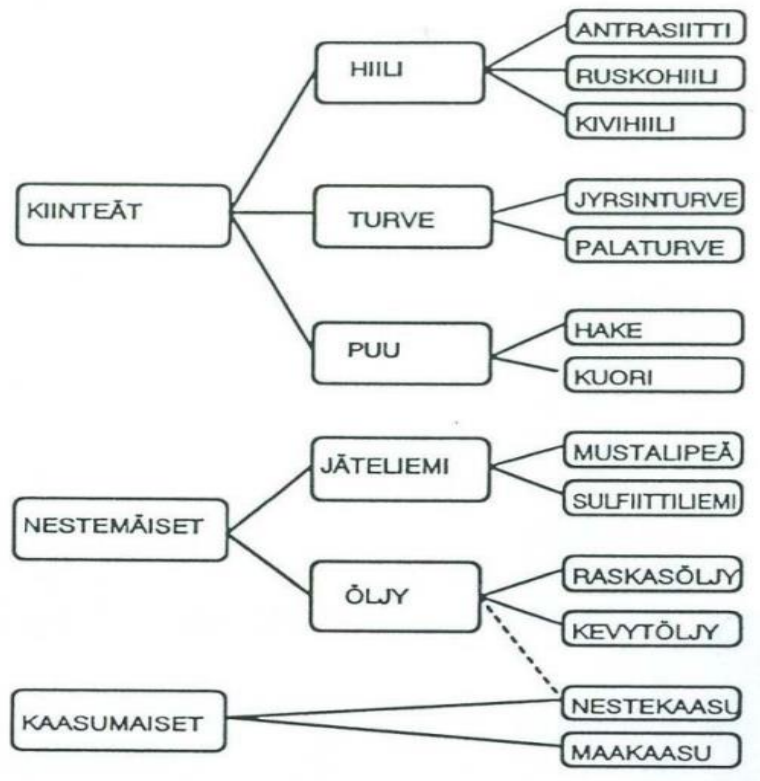 KIINTEÄT
HIILI
ANTRASIITTI
RUSKOHIILI
KIVIHIILI
TURVE
JYRSINTURVE
PALATURVE
PUU
HAKE
KUORI
NESTEMÄISET
JÄTELIEMI
MUSTALIPEÄ
SULFIITTILIEMI
ÖLJY
RASKASÖLJY
KEVYTÖLJY
KAASUMAISET
NESTEKAASU
MAAKAASU